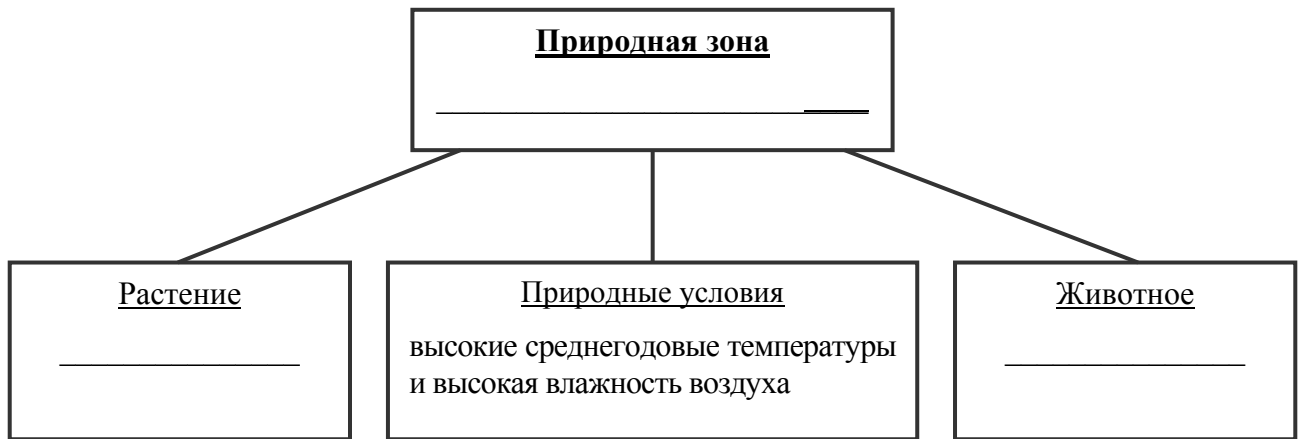 Природная зона
Растение
Природные условия
высокие среднегодовые температуры
и высокая влажность воздуха
Животное